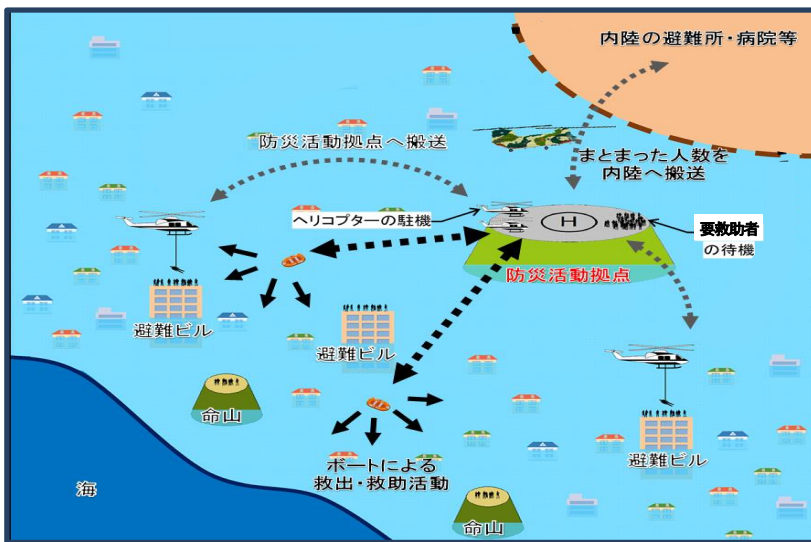 内陸の避難所・病院等
防災活動拠点へ搬送
まとまった人数を
内陸へ搬送
ヘリコプターの駐機
H
要救助者
の待機
防災活動拠点
避難ビル
避難ビル
命山
避難ビル
ボートによる
救出・救助活動
海
命山